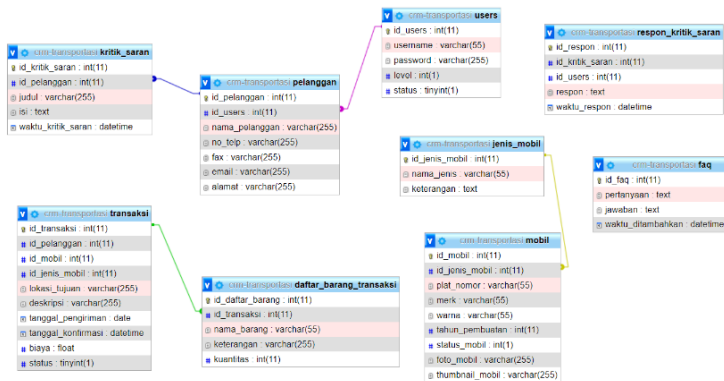 crm-transportasi kritik_saran
id_kritik_saran : int(11)
id_pelanggan : int(11)
judul : varchar(255)
isi : text
waktu_kritik_saran : datetime
crm-transportasi pelanggan
id_pelanggan : int(11)
id_users : int(11)
nama_pelanggan : varchar(255)
no_telp : varchar(255)
fax : varchar(255)
email : varchar(255)
alamat : varchar(255)
crm-transportasi users
id_users : int(11)
username : varchar(55)
password : varchar(255)
level : int(1)
status : tinyint(1)
crm-transportasi respon_kritik_saran
id_respon : int(11)
id_kritik_saran : int(11)
id_users : int(11)
respon : text
waktu_respon : datetime
crm-transportasi jenis_mobil
id_jenis_mobil : int(11)
nama_jenis : varchar(55)
keterangan : text
crm-transportasi faq
id_faq : int(11)
pertanyaan : text
jawaban : text
waktu_ditambahkan : datetime
crm-transportasi transaksi
id_transaksi : int(11)
id_pelanggan : int(11)
id_mobil : int(11)
id_jenis_mobil : int(11)
lokasi_tujuan : varchar(255)
deskripsi : varchar(255)
tanggal_pengiriman : date
tanggal_konfirmasi : datetime
biaya : float
status : tinyint(1)
crm-transportasi daftar_barang_transaksi
id_daftar_barang : int(11)
id_transaksi : int(11)
nama_barang : varchar(55)
keterangan : varchar(255)
kuantitas : int(11)
crm-transportasi mobil
id_mobil : int(11)
id_jenis_mobil : int(11)
plat_nomor : varchar(255)
merk : varchar(55)
warna : varchar(55)
tahun_pembuatan : int(11)
status_mobil : int(1)
foto_mobil : varchar(255)
thumbnail_mobil : varchar(255)